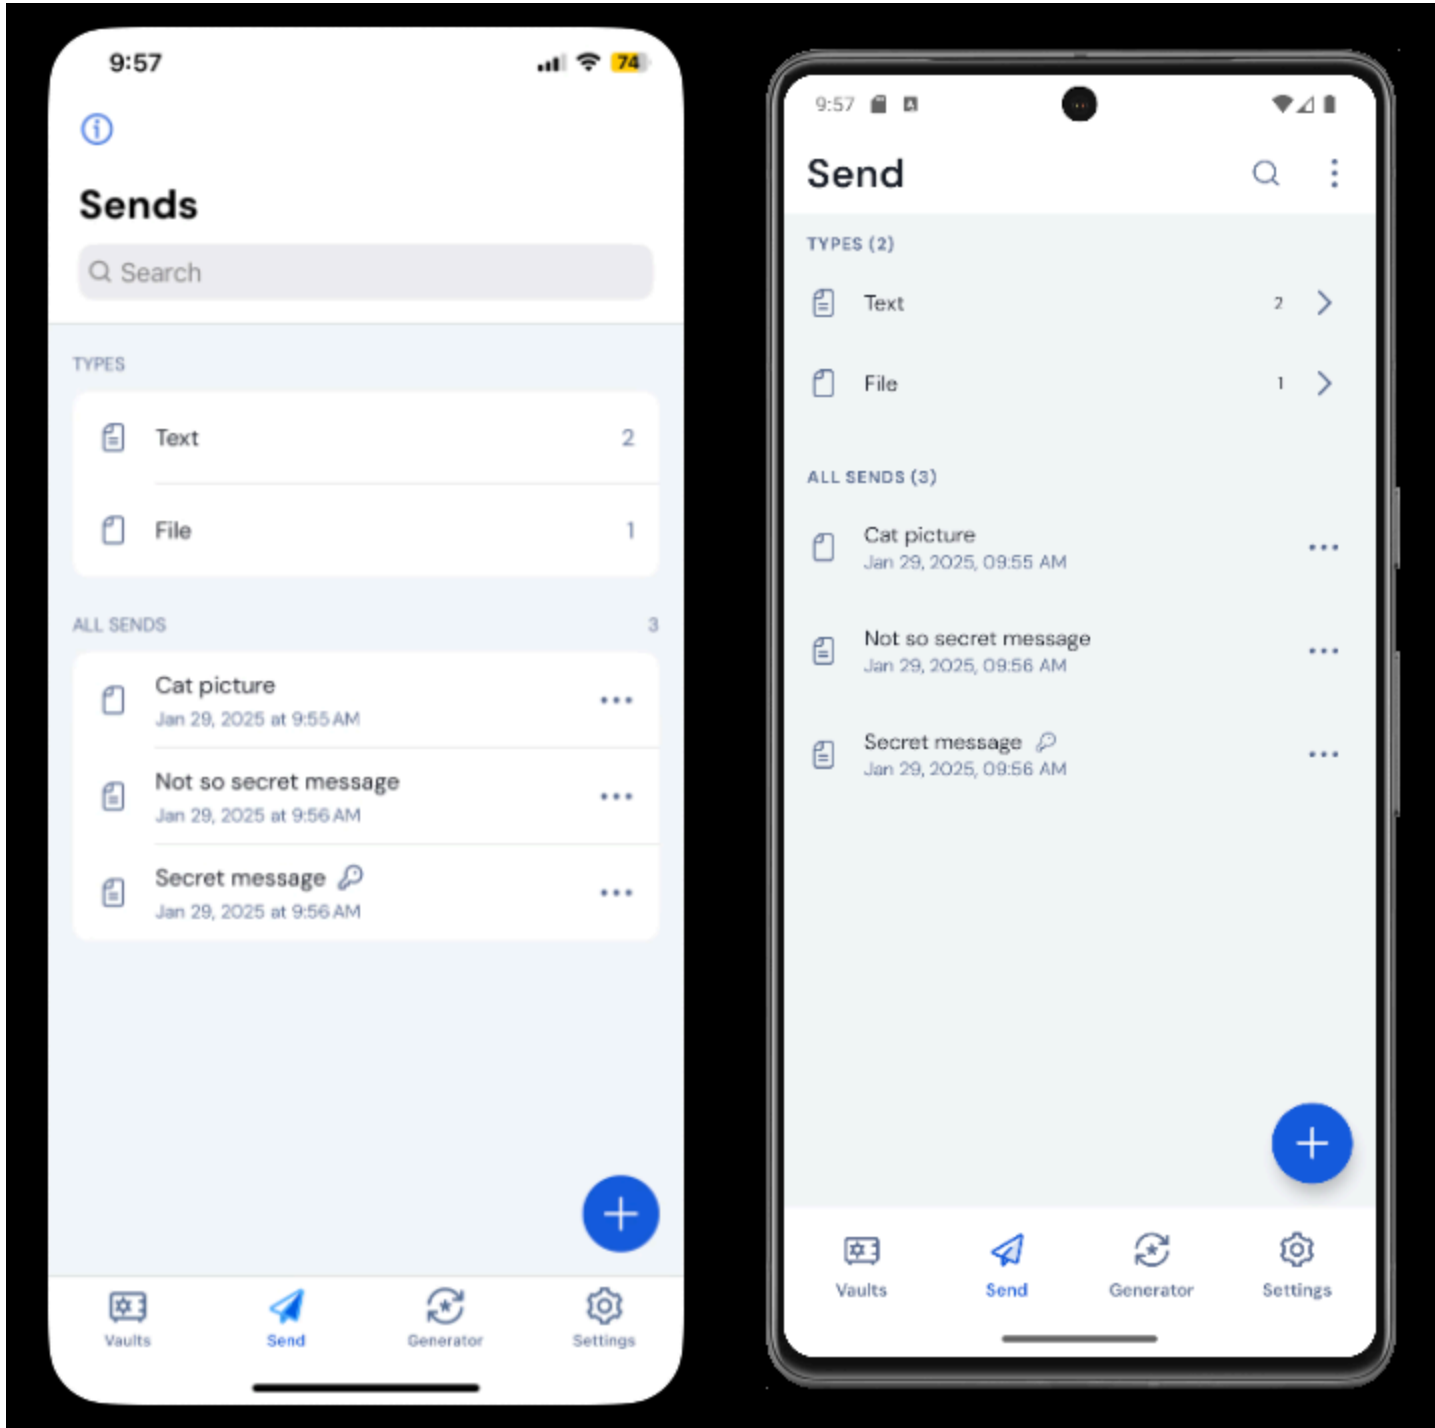 9:57
74
Sends
Search
TYPES
Text 2
File 1
ALL SENDS 3
Cat picture
Jan 29, 2025 at 9:55 AM
Not so secret message
Jan 29, 2025 at 9:56 AM
Secret message
Jan 29, 2025 at 9:56 AM
Vaults Send Generator Settings
9:57
Send
TYPES (2)
Text 2
File 1
ALL SENDS (3)
Cat picture
Jan 29, 2025, 09:55 AM
Not so secret message
Jan 29, 2025, 09:56 AM
Secret message
Jan 29, 2025, 09:56 AM
Vaults Send Generator Settings